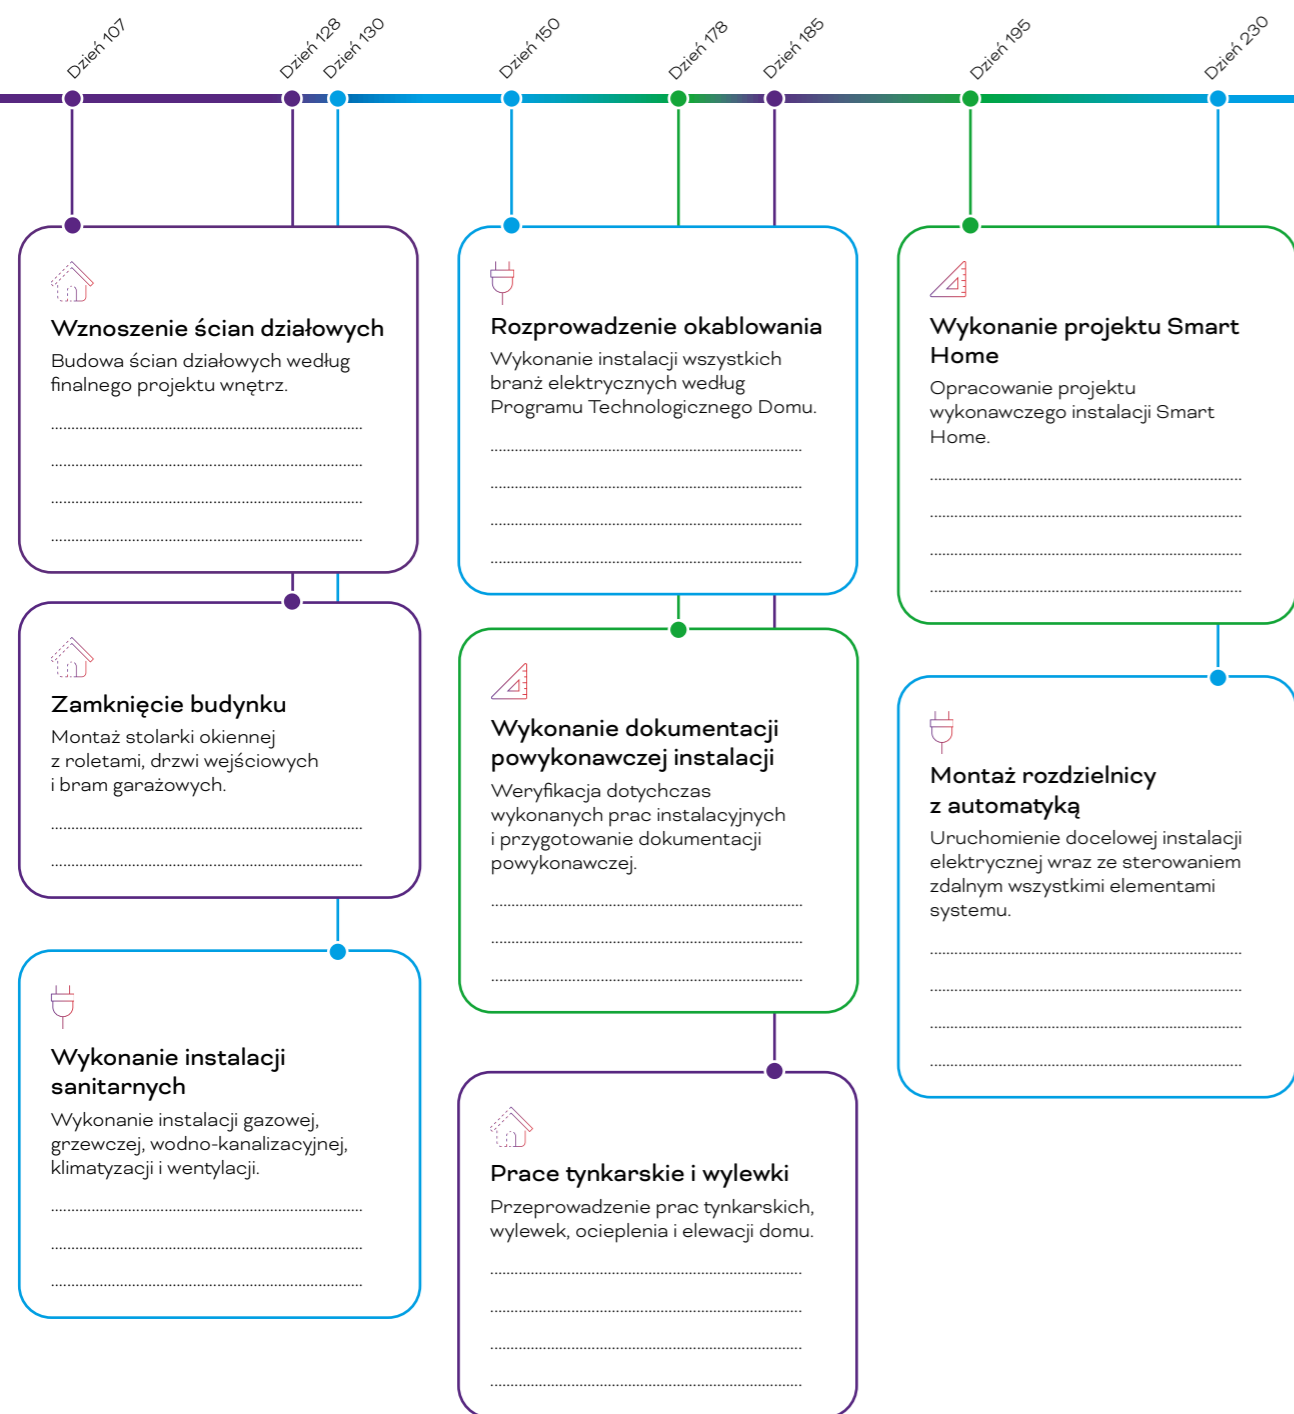 Dzień 107
Dzień 128
Dzień 130
Dzień 150
Dzień 178
Dzień 185
Dzień 195
Dzień 230
Wznoszenie ścian działowych
Budowa ścian działowych według
finalnego projektu wnętrz.
Zamknięcie budynku
Montaż stolarki okiennej
z roletami, drzwi wejściowych
i bram garażowych.
Wykonanie instalacji
sanitarnych
Wykonanie instalacji gazowej,
grzewczej, wodno-kanalizacyjnej,
klimatyzacji i wentylacji.
Rozprowadzenie okablowania
Wykonanie instalacji wszystkich
branż elektrycznych według
Programu Technologicznego Domu.
Wykonanie dokumentacji
powykonawczej instalacji
Weryfikacja dotychczas
wykonanych prac instalacyjnych
i przygotowanie dokumentacji
powykonawczej.
Prace tynkarskie i wylewki
Przeprowadzenie prac tynkarskich,
wylewek, ocieplenia i elewacji domu.
Wykonanie projektu Smart
Home
Opracowanie projektu
wykonawczego instalacji Smart
Home.
Montaż rozdzielnicy
z automatyką
Uruchomienie docelowej instalacji
elektrycznej wraz ze sterowaniem
zdalnym wszystkimi elementami
systemu.